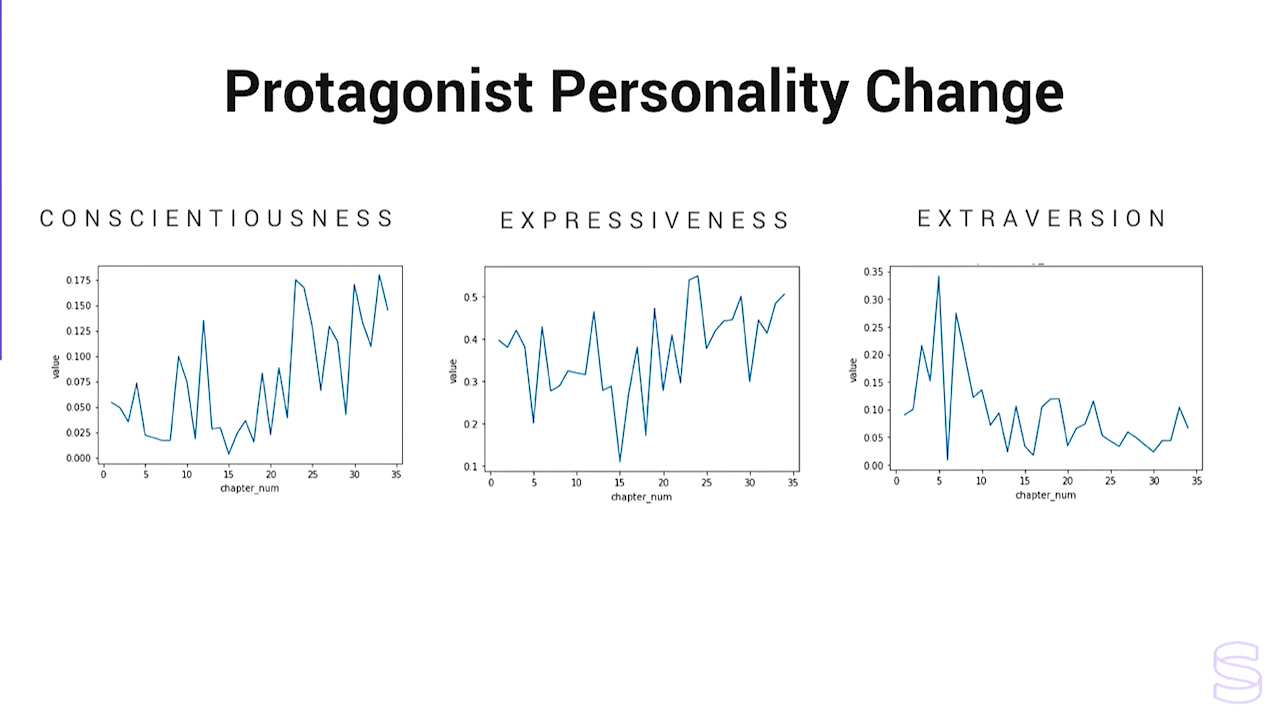 Protagonist Personality Change
CONSCIENTIOUSNESS
0.175
0.150
0.125
0.100
0.075
0.050
0.025
0.000
value
0 5 10 15 20 25 30 35
chapter_num
EXPRESSIVENESS
0.5
0.4
0.3
0.2
0.1
value
0 5 10 15 20 25 30 35
chapter_num
EXTRAVERSION
0.35
0.30
0.25
0.20
0.15
0.10
0.05
0.00
value
0 5 10 15 20 25 30 35
chapter_num
S